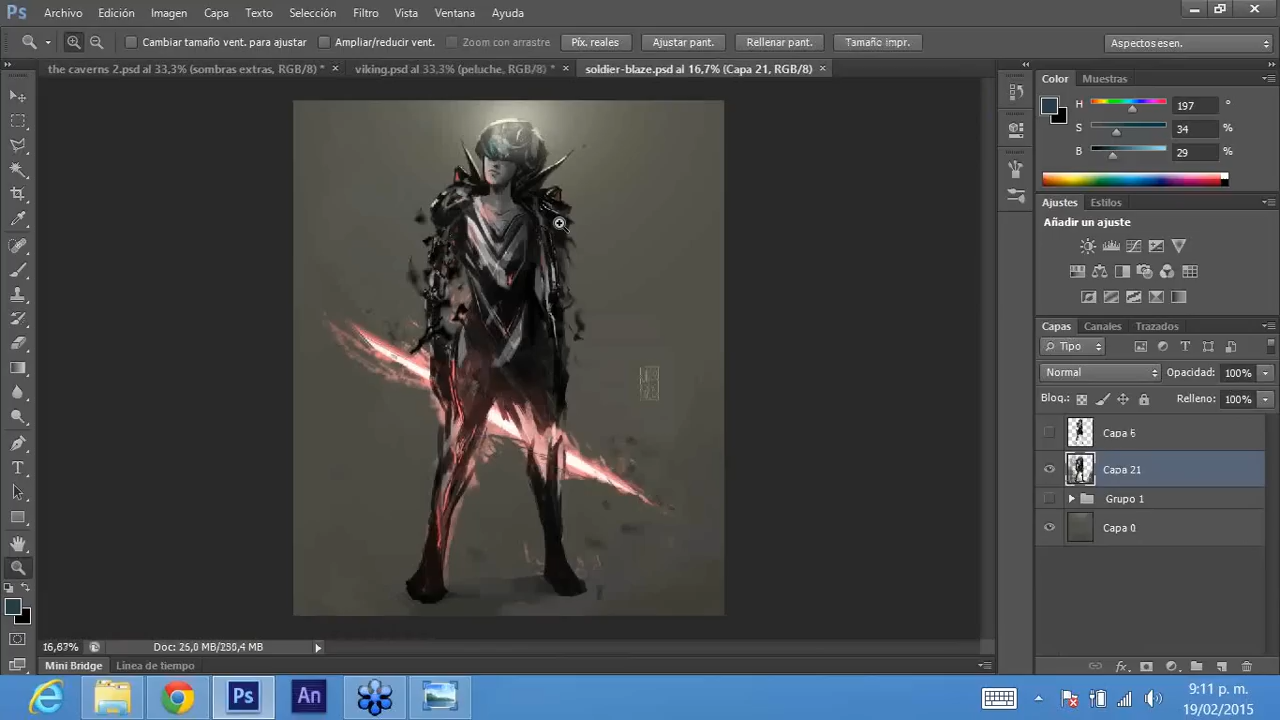 Ps Archivo Edición Imagen Capa Texto Selección Filtro Vista Ventana Ayuda
Cambiar tamaño vent. para ajustar Ampliar/reducir vent. Zoom con arrastre Píx. reales Ajustar pant. Rellenar pant. Tamaño impr. Aspectos esen.
the caverns 2.psd al 33,3% (sombras extras, RGB/8) * × viking.psd al 33,3% (peluche, RGB/8) * × soldier-blaze.psd al 16,7% (Capa 21, RGB/8) ×
Color Muestras
H 197 °
S 34 %
B 29 %
Ajustes Estilos
Añadir un ajuste
Capas Canales Trazados
Tipo
Normal Opacidad: 100%
Bloq.: Relleno: 100%
Capa 6
Capa 21
Grupo 1
Capa 0
16,67% Doc: 25,0 MB/250,4 MB
Mini Bridge Línea de tiempo
Ps An 9:11 p. m.
19/02/2015